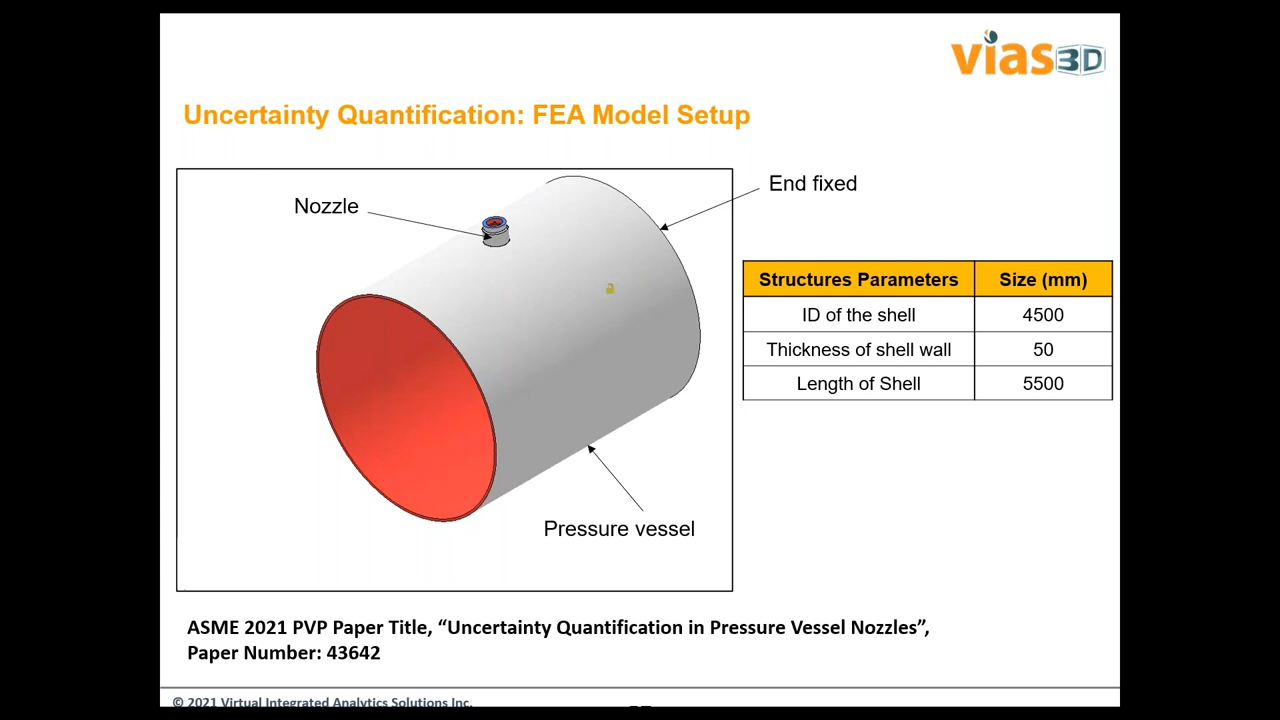 vias3D
Uncertainty Quantification: FEA Model Setup
End fixed
Nozzle
Structures Parameters Size (mm)
ID of the shell 4500
Thickness of shell wall 50
Length of Shell 5500
Pressure vessel
ASME 2021 PVP Paper Title, “Uncertainty Quantification in Pressure Vessel Nozzles”,
Paper Number: 43642
© 2021 Virtual Integrated Analytics Solutions Inc.